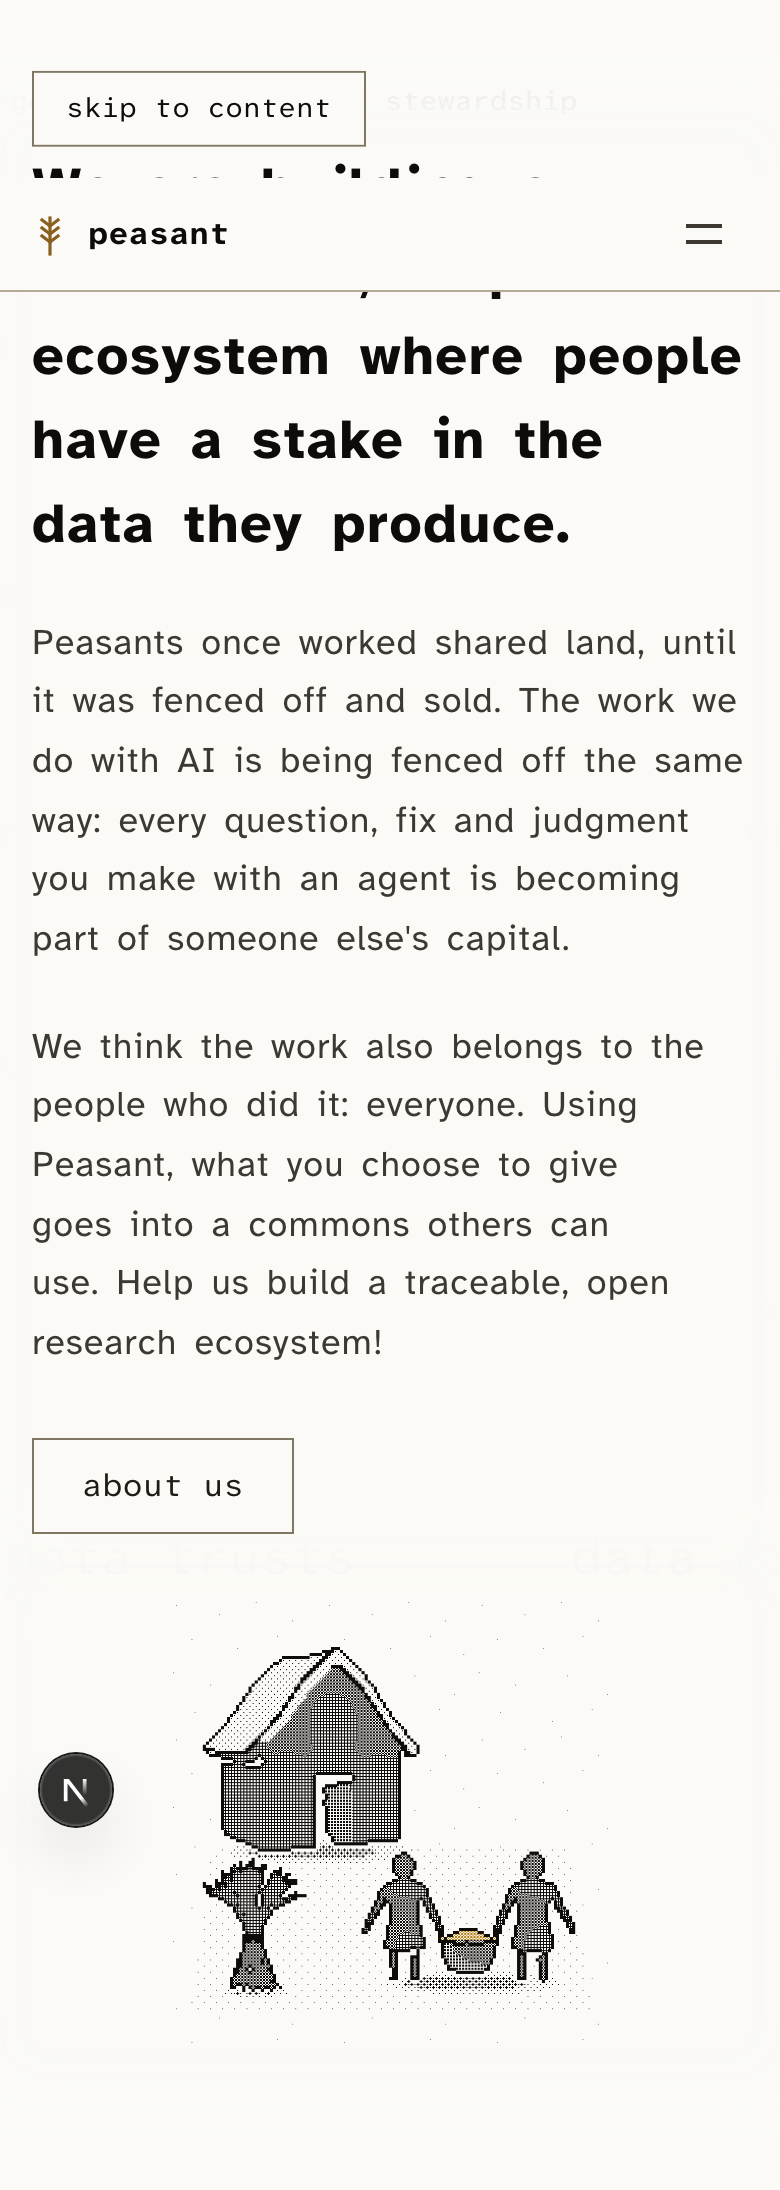 skip to content
stewardship
peasant
ecosystem where people
have a stake in the
data they produce.
Peasants once worked shared land, until
it was fenced off and sold. The work we
do with AI is being fenced off the same
way: every question, fix and judgment
you make with an agent is becoming
part of someone else's capital.
We think the work also belongs to the
people who did it: everyone. Using
Peasant, what you choose to give
goes into a commons others can
use. Help us build a traceable, open
research ecosystem!
about us
trusts data
N